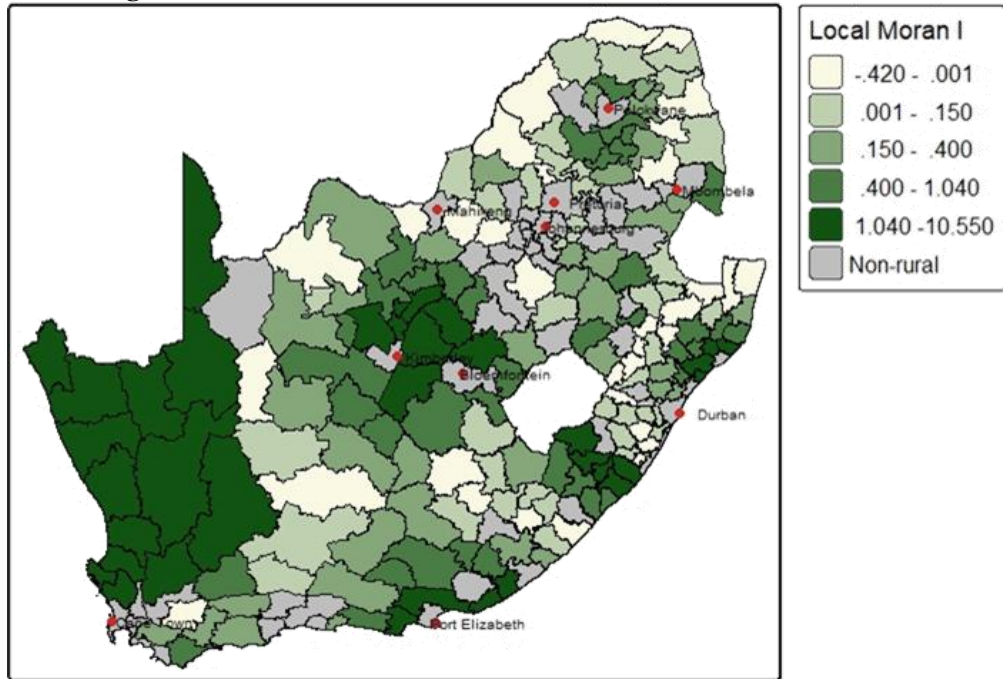 Local Moran I
-.420 - .001
.001 - .150
.150 - .400
.400 - 1.040
1.040 -10.550
Non-rural
Polokwane
Mbombela
Mahikeng
Pretoria
Johannesburg
Kimberley
Bloemfontein
Durban
Cape Town
Port Elizabeth